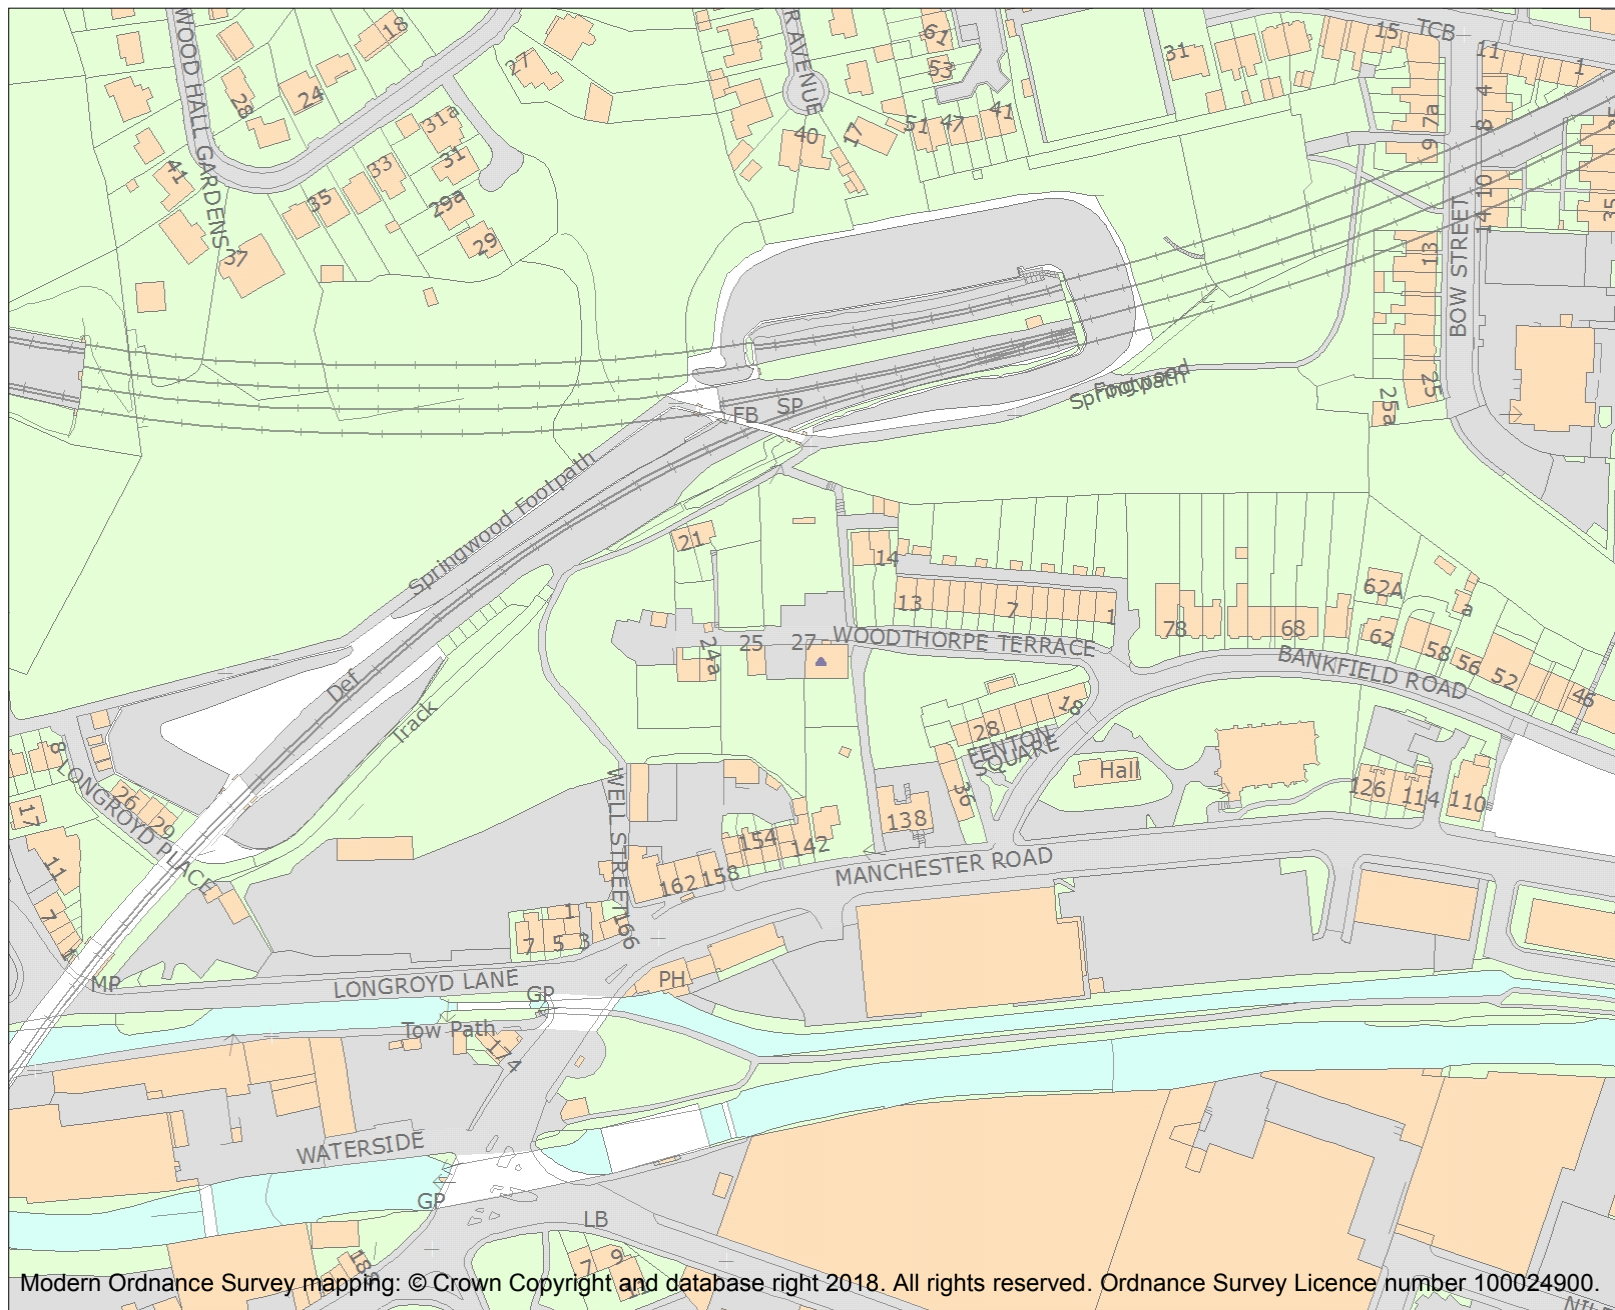 WOOD HALL GARDENS
18
27
R AVENUE
61
53
31
15
TCB
11
1
28
24
31a
40
17
51
47
41
4
7a
8
9
41
35
33
31
29a
29
37
10
14
13
35
BOW STREET
25
25a
FB
SP
Springwood
Footpath
Springwood Footpath
21
14
13
7
1
WOODTHORPE TERRACE
24a
25
27
78
68
62A
62
a
58
56
52
46
BANKFIELD ROAD
Def
Track
18
28
FENTON
SQUARE
36
Hall
126
114
110
8
LONGROYD PLACE
26
29
17
11
7
1
WELL STREET
138
154
142
162
158
166
MANCHESTER ROAD
1
7
5
3
MP
LONGROYD LANE
GP
PH
Tow Path
174
WATERSIDE
GP
LB
7
9
Modern Ordnance Survey mapping: © Crown Copyright and database right 2018. All rights reserved. Ordnance Survey Licence number 100024900.